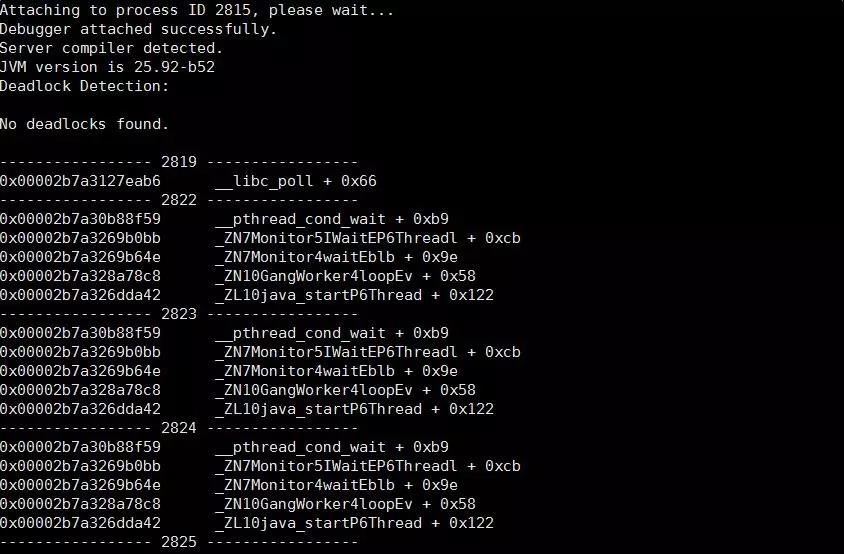 Attaching to process ID 2815, please wait...
Debugger attached successfully.
Server compiler detected.
JVM version is 25.92-b52
Deadlock Detection:
No deadlocks found.
----------------- 2819 -----------------
0x00002b7a3127eab6 __libc_poll + 0x66
----------------- 2822 -----------------
0x00002b7a30b88f59 __pthread_cond_wait + 0xb9
0x00002b7a3269b0bb _ZN7Monitor5IWaitEP6Threadl + 0xcb
0x00002b7a3269b64e _ZN7Monitor4waitEblb + 0x9e
0x00002b7a328a78c8 _ZN10GangWorker4loopEv + 0x58
0x00002b7a326dda42 _ZL10java_startP6Thread + 0x122
----------------- 2823 -----------------
0x00002b7a30b88f59 __pthread_cond_wait + 0xb9
0x00002b7a3269b0bb _ZN7Monitor5IWaitEP6Threadl + 0xcb
0x00002b7a3269b64e _ZN7Monitor4waitEblb + 0x9e
0x00002b7a328a78c8 _ZN10GangWorker4loopEv + 0x58
0x00002b7a326dda42 _ZL10java_startP6Thread + 0x122
----------------- 2824 -----------------
0x00002b7a30b88f59 __pthread_cond_wait + 0xb9
0x00002b7a3269b0bb _ZN7Monitor5IWaitEP6Threadl + 0xcb
0x00002b7a3269b64e _ZN7Monitor4waitEblb + 0x9e
0x00002b7a328a78c8 _ZN10GangWorker4loopEv + 0x58
0x00002b7a326dda42 _ZL10java_startP6Thread + 0x122
----------------- 2825 -----------------